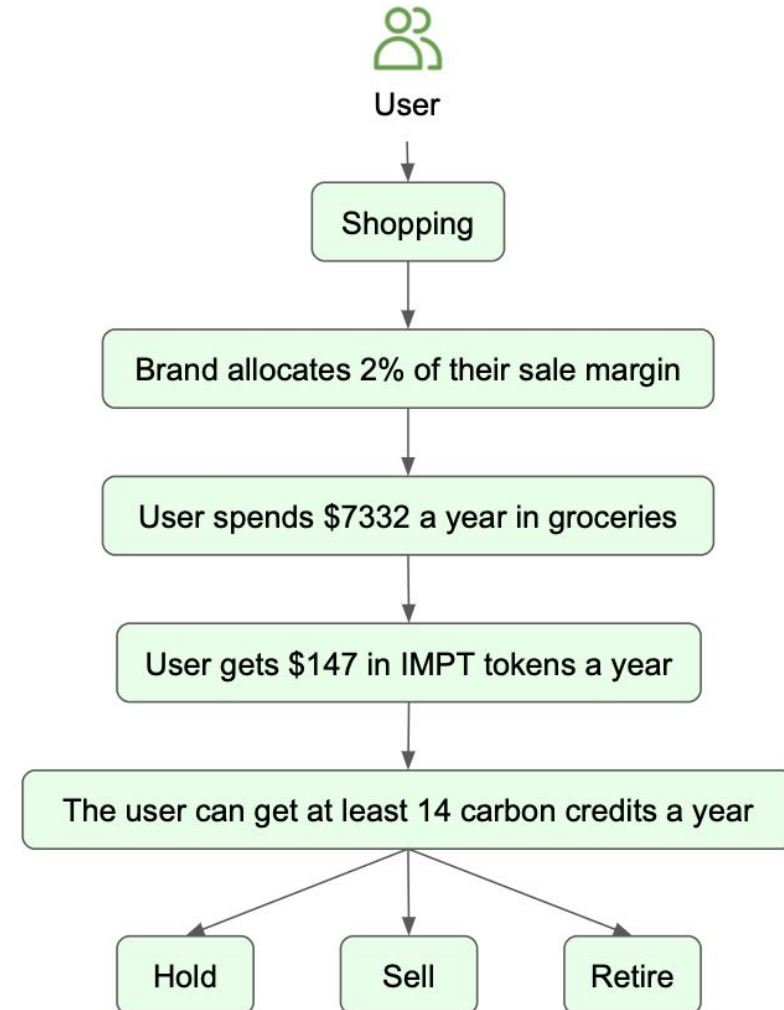 User
Shopping
Brand allocates 2% of their sale margin
User spends $7332 a year in groceries
User gets $147 in IMPT tokens a year
The user can get at least 14 carbon credits a year
Hold
Sell
Retire